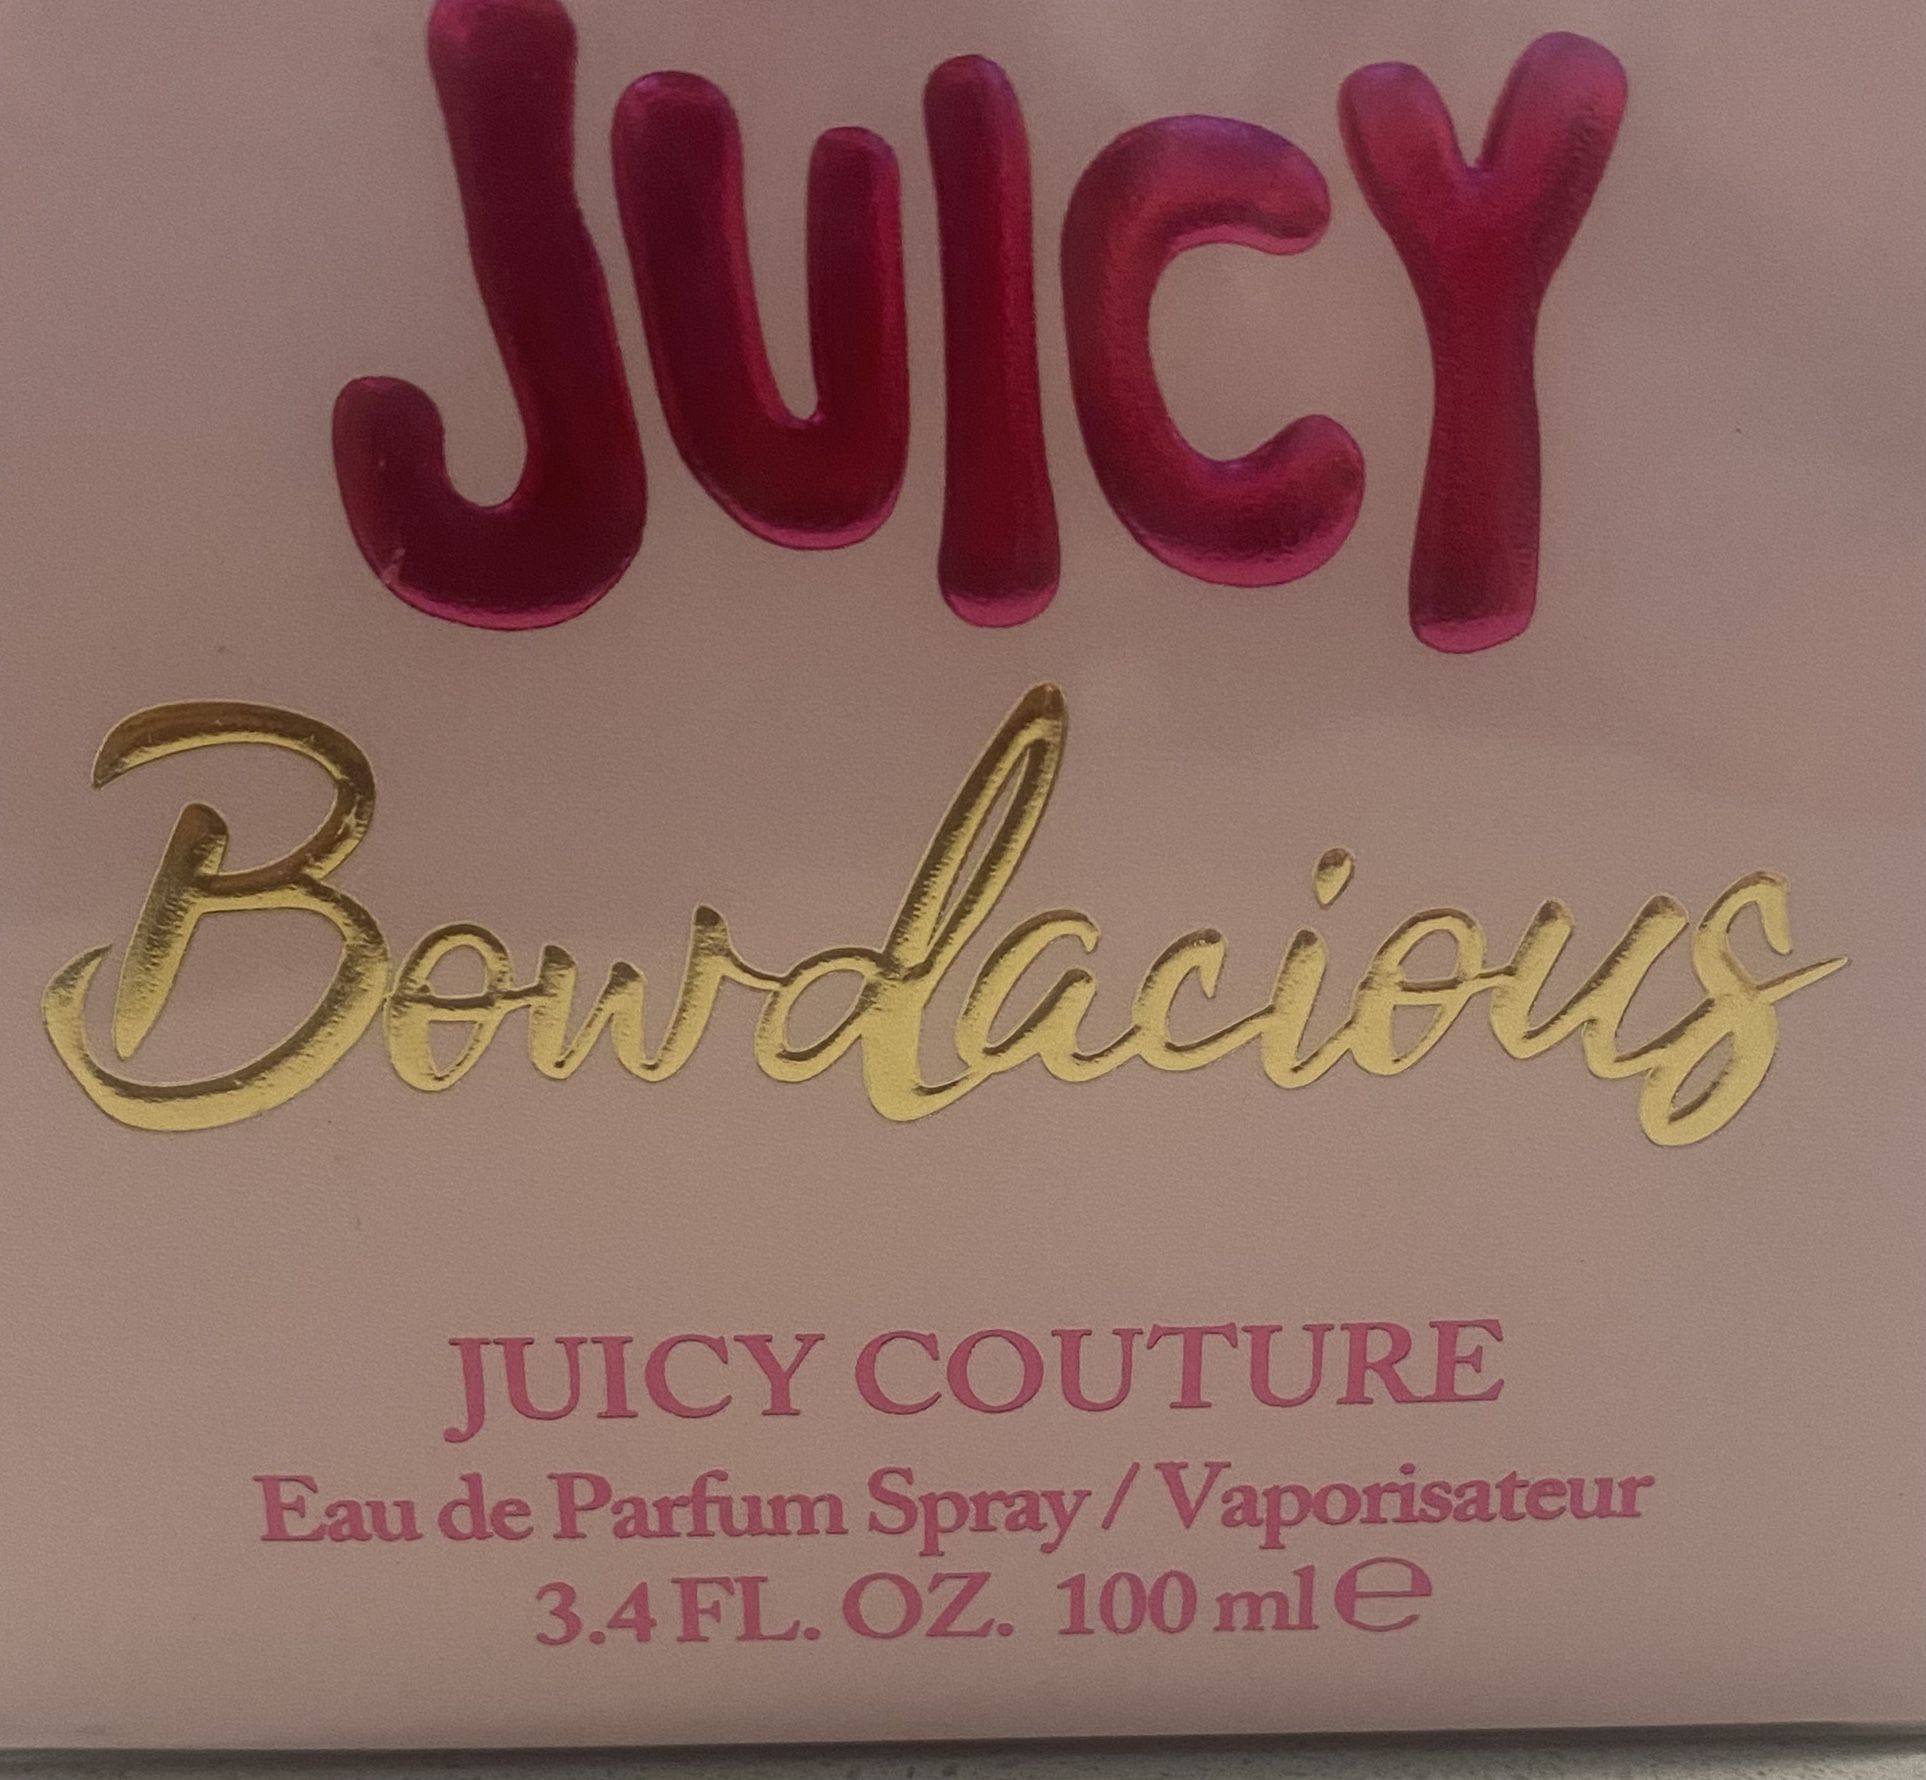 JUICY
Bowdacious
JUICY COUTURE
Eau de Parfum Spray / Vaporisateur
3.4 FL. OZ. 100 ml ℮